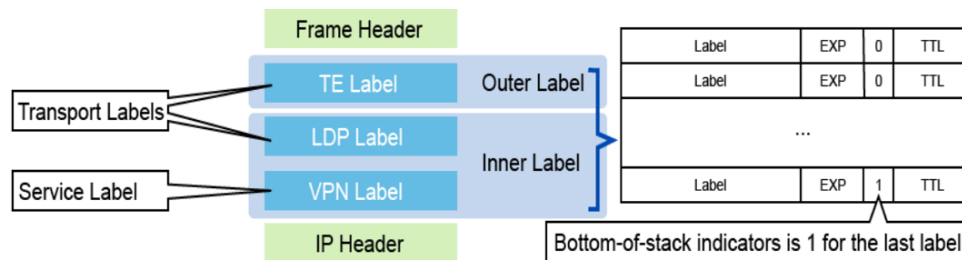 Frame Header
TE Label
Outer Label
Transport Labels
LDP Label
Inner Label
Service Label
VPN Label
IP Header
Label EXP 0 TTL
Label EXP 0 TTL
...
Label EXP 1 TTL
Bottom-of-stack indicators is 1 for the last label